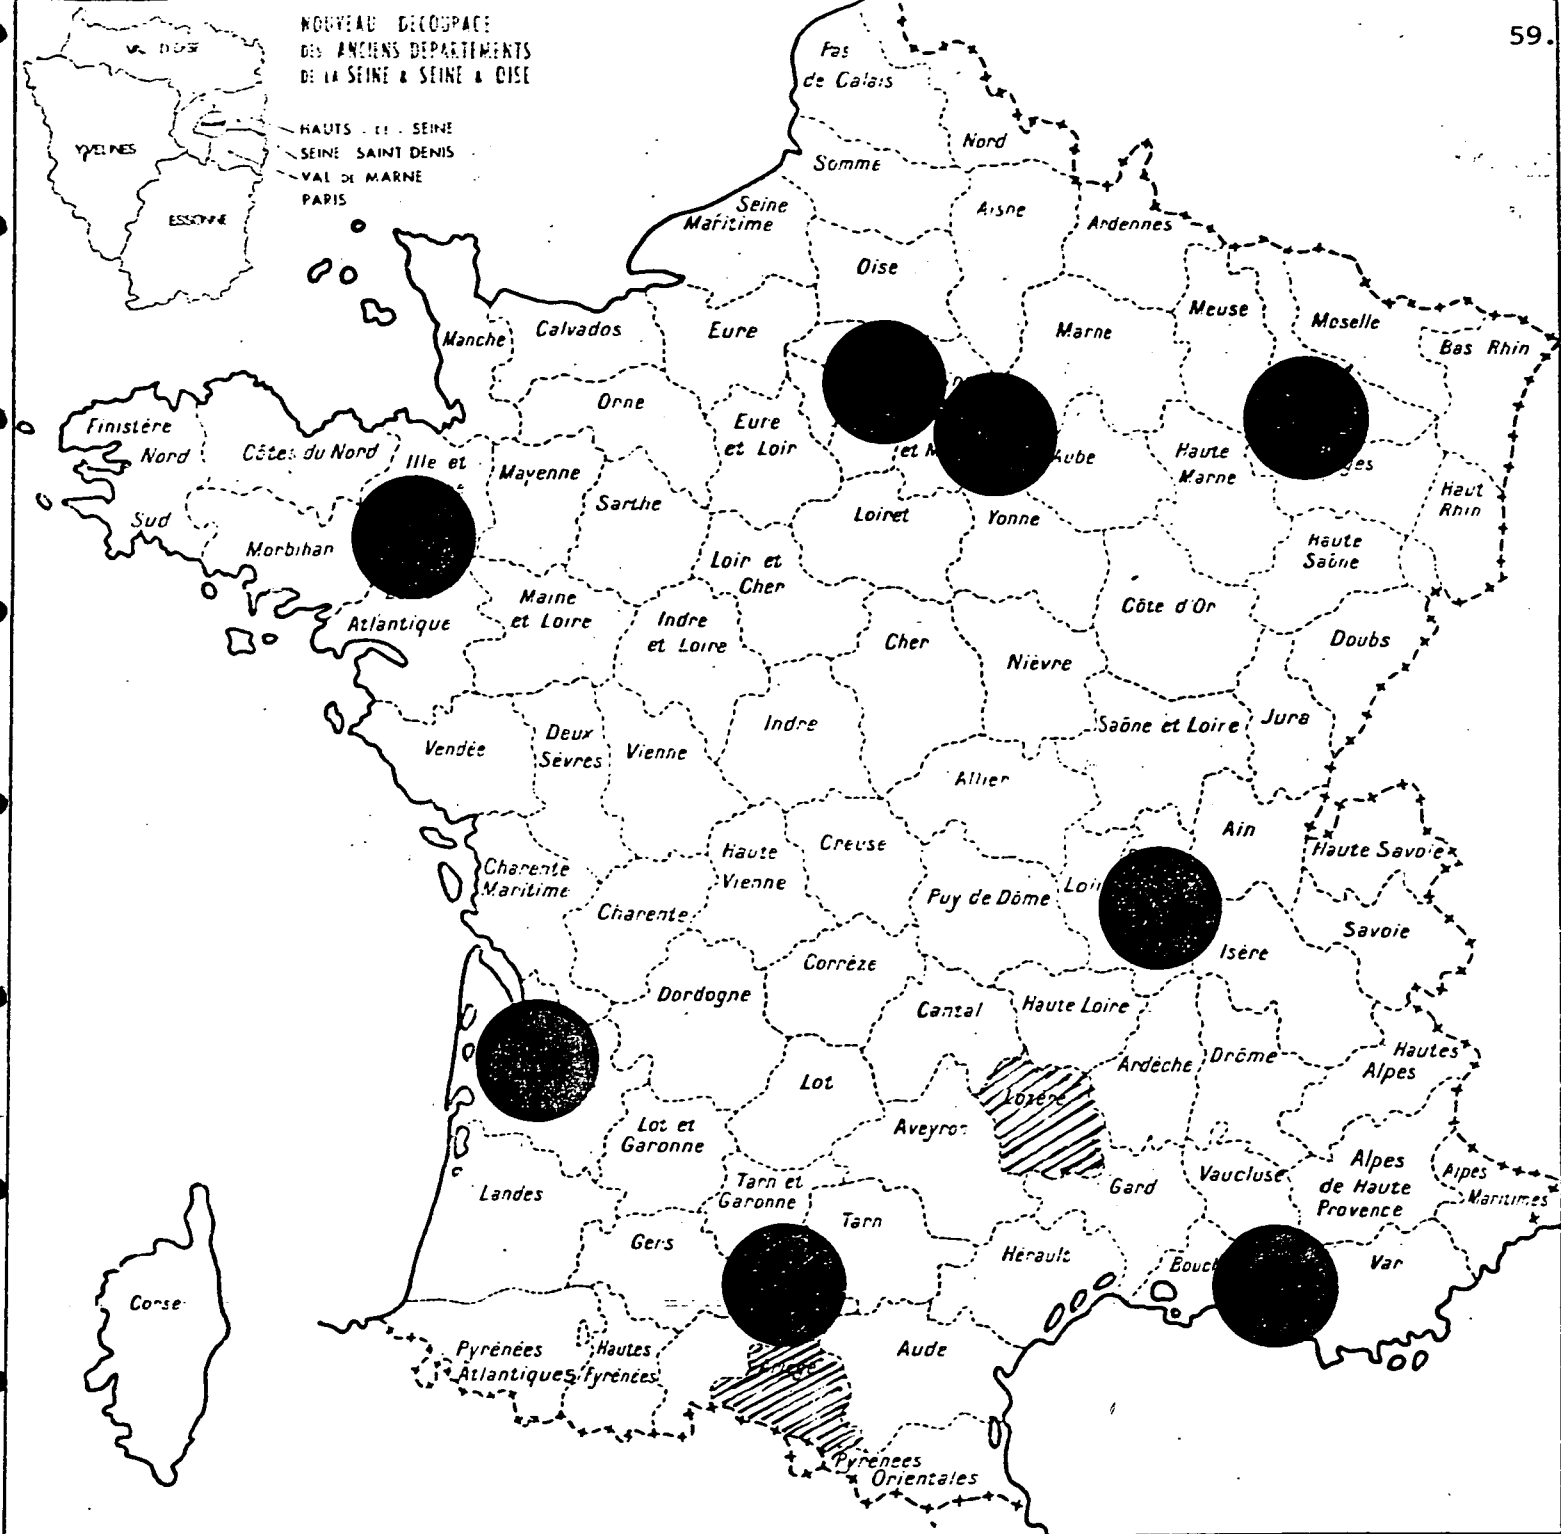 59.
NOUVEAU DECOUPAGE
DES ANCIENS DEPARTEMENTS
DE LA SEINE & SEINE & OISE
VAL D'OISE
HAUTS - DE - SEINE
SEINE SAINT DENIS
VAL DE MARNE
PARIS
YVELINES
ESSONNE
Pas
de Calais
Nord
Somme
Seine
Maritime
Aisne
Ardennes
Oise
Manche
Calvados
Eure
Marne
Meuse
Moselle
Bas Rhin
Orne
Finistère
Nord
Côtes du Nord
Ille et
Mayenne
Eure
et Loir
et M
Aube
Haute
Marne
ges
Haut
Rhin
Sud
Morbihan
Sarthe
Loiret
Yonne
Haute
Saône
Loir et
Cher
Atlantique
Maine
et Loire
Indre
et Loire
Cher
Nièvre
Côte d'Or
Doubs
Vendée
Deux
Sèvres
Vienne
Indre
Saône et Loire
Jura
Allier
Charente
Maritime
Charente
Haute
Vienne
Creuse
Puy de Dôme
Loir
Ain
Haute Savoie
Savoie
Isère
Corrèze
Dordogne
Cantal
Haute Loire
Ardèche
Drôme
Hautes
Alpes
Lot
Lozère
Lot et
Garonne
Aveyron
Landes
Tarn et
Garonne
Tarn
Gard
Vaucluse
Alpes
de Haute
Provence
Alpes
Maritimes
Gers
Hérault
Bouch
Var
Corse
Pyrénées
Atlantiques
Hautes
Pyrénées
Ariège
Aude
Pyrénées
Orientales